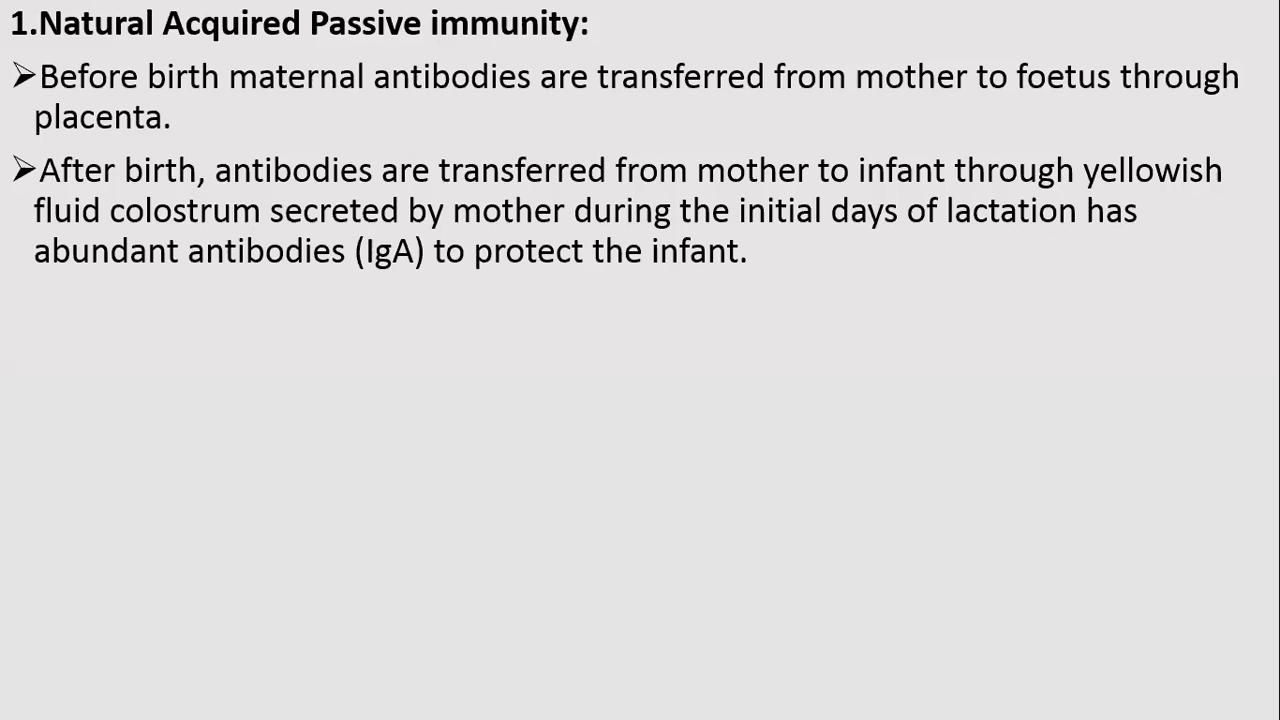 1.Natural Acquired Passive immunity:
➢Before birth maternal antibodies are transferred from mother to foetus through
placenta.
➢After birth, antibodies are transferred from mother to infant through yellowish
fluid colostrum secreted by mother during the initial days of lactation has
abundant antibodies (IgA) to protect the infant.